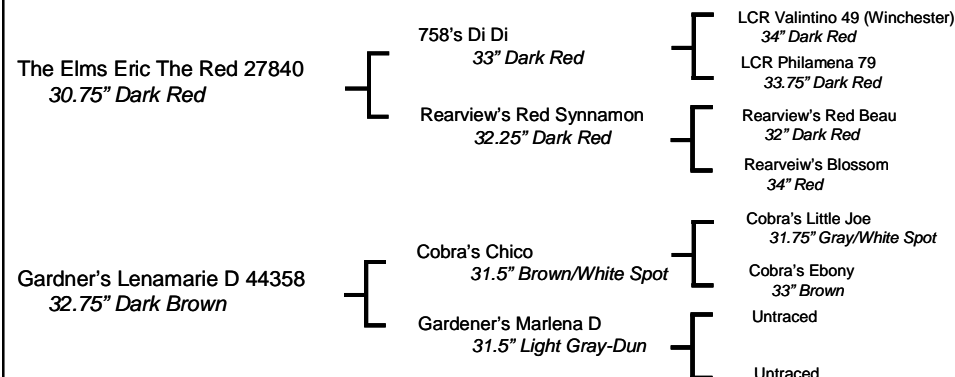 The Elms Eric The Red 27840
30.75” Dark Red
758’s Di Di
33” Dark Red
LCR Valintino 49 (Winchester)
34” Dark Red
LCR Philamena 79
33.75” Dark Red
Rearview’s Red Synnamon
32.25” Dark Red
Rearview’s Red Beau
32” Dark Red
Rearveiw’s Blossom
34” Red
Gardner’s Lenamarie D 44358
32.75” Dark Brown
Cobra’s Chico
31.5” Brown/White Spot
Cobra’s Little Joe
31.75” Gray/White Spot
Cobra’s Ebony
33” Brown
Gardener’s Marlena D
31.5” Light Gray-Dun
Untraced
Untraced